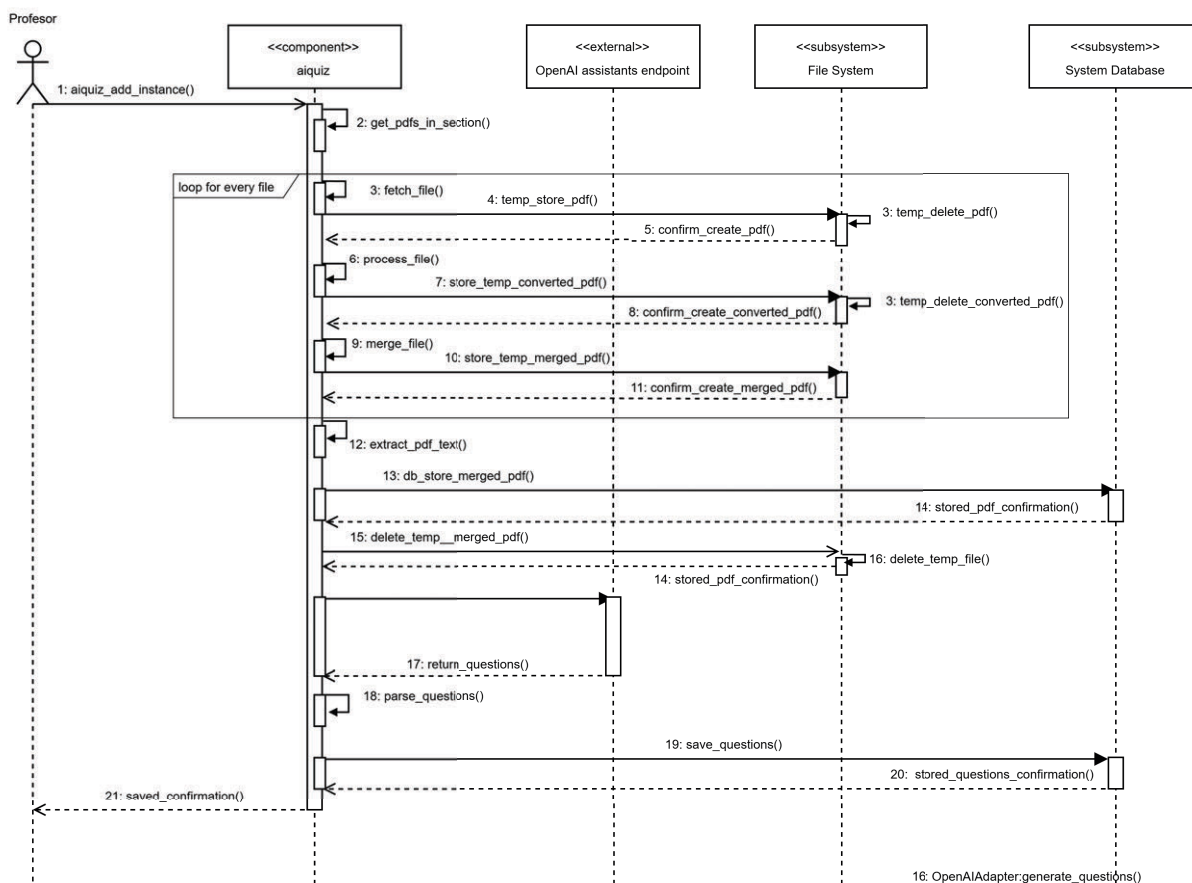 Profesor
<<component>>
aiquiz
<<external>>
OpenAI assistants endpoint
<<subsystem>>
File System
<<subsystem>>
System Database
1: aiquiz_add_instance()
2: get_pdfs_in_section()
loop for every file
3: fetch_file()
4: temp_store_pdf()
3: temp_delete_pdf()
5: confirm_create_pdf()
6: process_file()
7: store_temp_converted_pdf()
3: temp_delete_converted_pdf()
8: confirm_create_converted_pdf()
9: merge_file()
10: store_temp_merged_pdf()
11: confirm_create_merged_pdf()
12: extract_pdf_text()
13: db_store_merged_pdf()
14: stored_pdf_confirmation()
15: delete_temp__merged_pdf()
16: delete_temp_file()
14: stored_pdf_confirmation()
17: return_questions()
18: parse_questions()
19: save_questions()
20: stored_questions_confirmation()
21: saved_confirmation()
16: OpenAIAdapter:generate_questions()